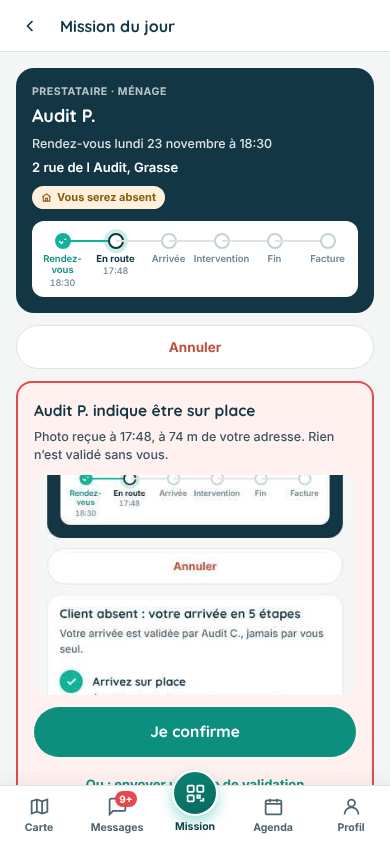 Mission du jour
PRESTATAIRE · MÉNAGE
Audit P.
Rendez-vous lundi 23 novembre à 18:30
2 rue de l Audit, Grasse
Vous serez absent
Rendez-vous
En route
Arrivée
Intervention
Fin
Facture
18:30
17:48
Annuler
Audit P. indique être sur place
Photo reçue à 17:48, à 74 m de votre adresse. Rien
n'est validé sans vous.
Rendez-vous
En route
Arrivée
Intervention
Fin
Facture
18:30
17:48
Annuler
Client absent : votre arrivée en 5 étapes
Votre arrivée est validée par Audit C., jamais par vous
seul.
Arrivez sur place
Je confirme
Ou : envoyer de validation
9+
Carte
Messages
Mission
Agenda
Profil